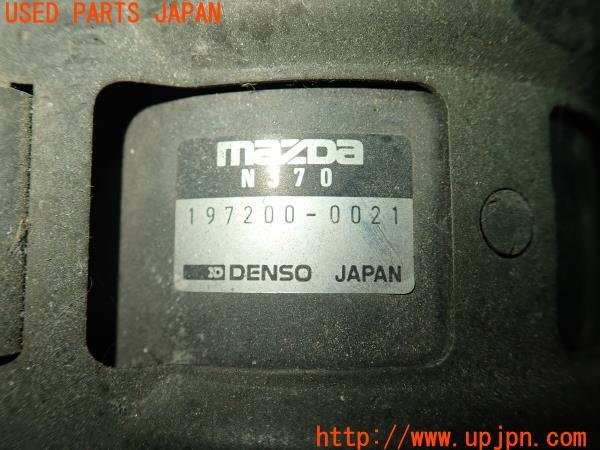 USED PARTS JAPAN
mazda
N370
197200-0021
DENSO JAPAN
http://www.upjpn.com/